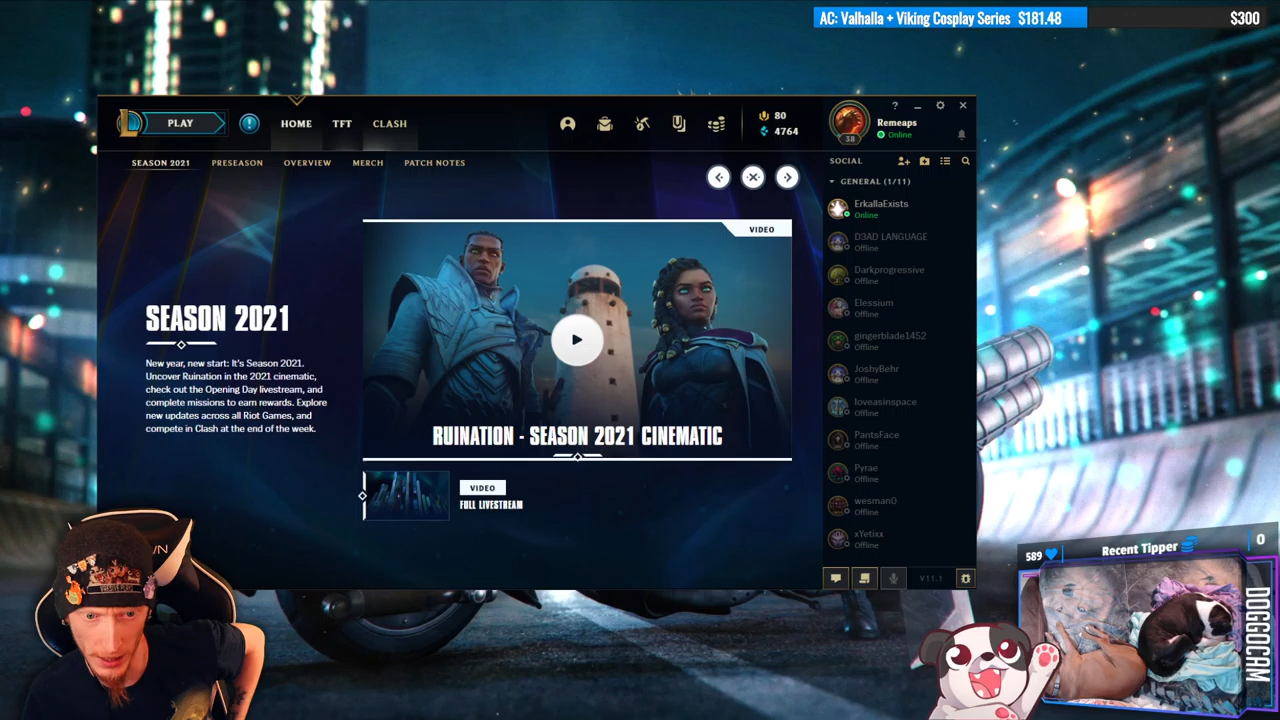 AC: Valhalla + Viking Cosplay Series $181.48 $300
PLAY
HOME
TFT
CLASH
80
4764
38
Remeaps
Online
SEASON 2021
PRESEASON
OVERVIEW
MERCH
PATCH NOTES
SOCIAL
GENERAL (1/11)
VIDEO
ErkallaExists
Online
D3AD LANGUAGE
Offline
Darkprogressive
Offline
Elessium
Offline
gingerblade1452
Offline
JoshyBehr
Offline
loveasinspace
Offline
PantsFace
Offline
Pyrae
Offline
wesman0
Offline
xYetixx
Offline
V11.1
SEASON 2021
New year, new start: It's Season 2021.
Uncover Ruination in the 2021 cinematic,
check out the Opening Day livestream, and
complete missions to earn rewards. Explore
new updates across all Riot Games, and
compete in Clash at the end of the week.
RUINATION - SEASON 2021 CINEMATIC
VIDEO
FULL LIVESTREAM
589
Recent Tipper
0
DOGGOCAM